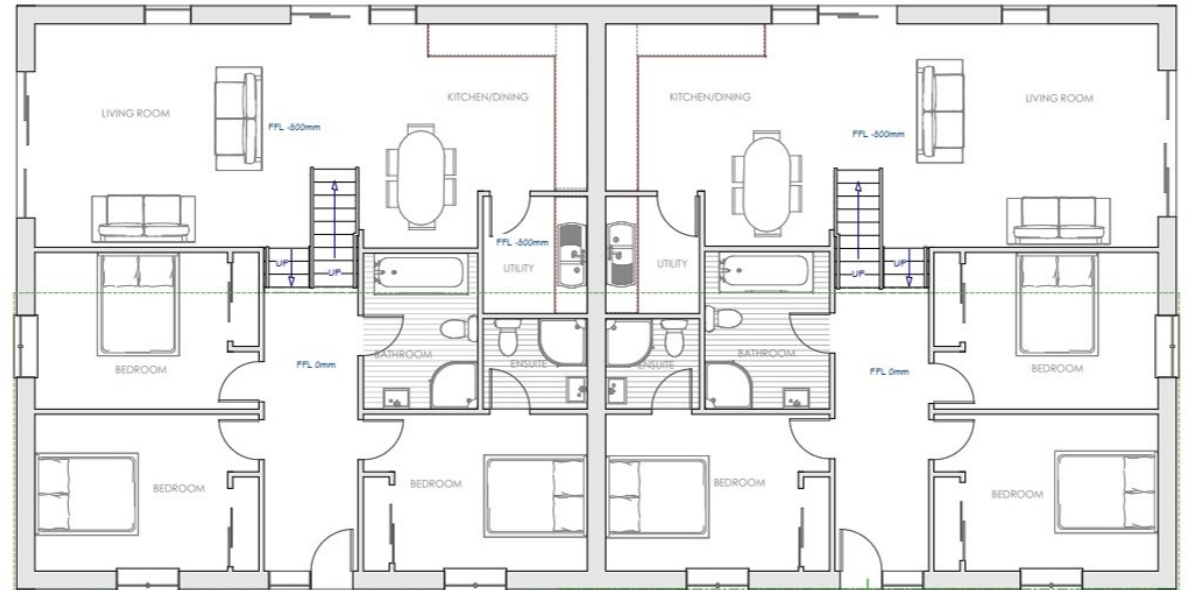 LIVING ROOM
KITCHEN/DINING
FFL -800mm
FFL -800mm
UTILITY
UP
UP
BEDROOM
FFL 0mm
BATHROOM
ENSUITE
BEDROOM
BEDROOM
KITCHEN/DINING
LIVING ROOM
FFL -800mm
UTILITY
UP
UP
ENSUITE
BATHROOM
FFL 0mm
BEDROOM
BEDROOM
BEDROOM